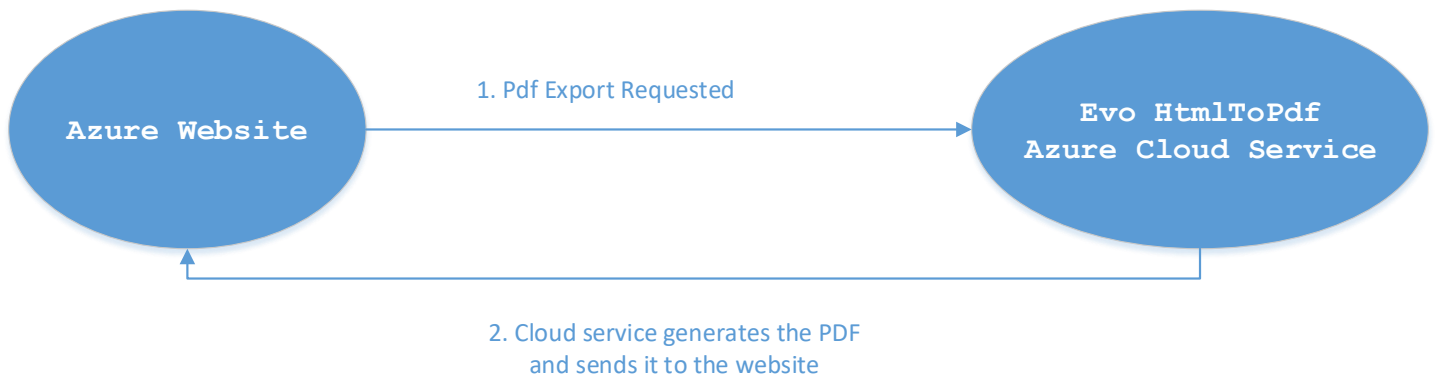 1. Pdf Export Requested
Azure Website
Evo HtmlToPdf
Azure Cloud Service
2. Cloud service generates the PDF
and sends it to the website